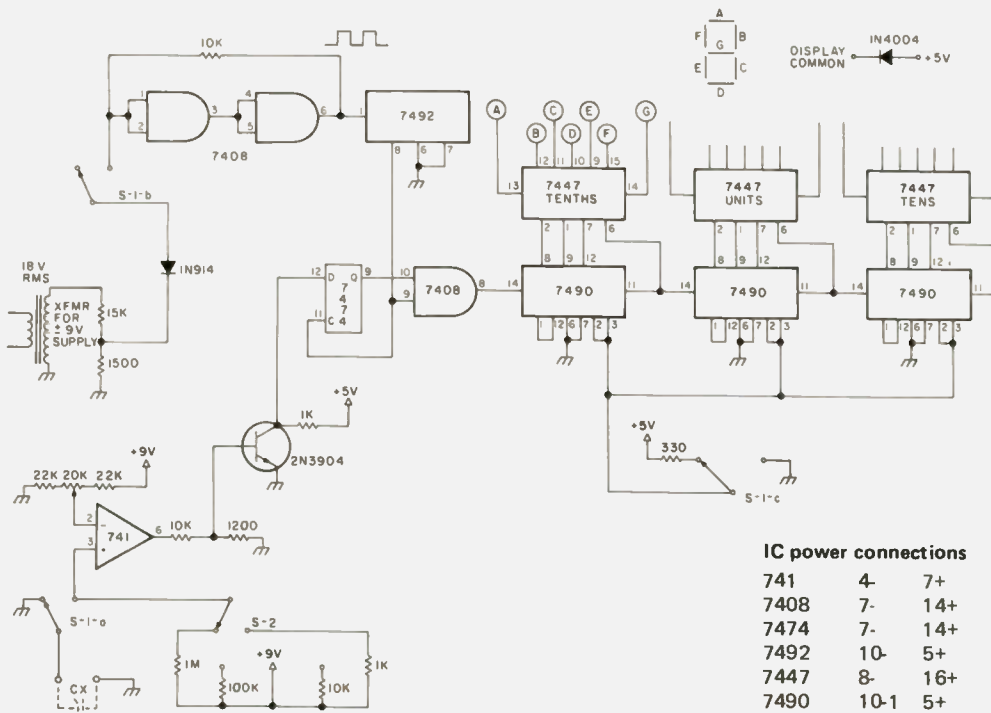 10K
1
2
3
4
5
6
7408
1
7492
8 6 7
A
F B
G
E C
D
DISPLAY
COMMON
1N4004
+5V
A
B
C
D
E
F
G
12 11 10 9 15
13
7447
TENTHS
14
2 1 7 6
7447
UNITS
2 1 7 6
7447
TENS
2 1 7 6
S-1-b
1N914
18 V
RMS
XFMR
FOR
±9V
SUPPLY
15K
1500
12 D Q 9
7
4
7
11 C 4
10
9
7408
8
8 9 12
14 7490 11
1 12 6 7 2 3
8 9 12
14 7490 11
1 12 6 7 2 3
8 9 12
14 7490 11
1 12 6 7 2 3
1K
+5V
2N3904
+5V
330
S-1-c
+9V
22K 20K 22K
2 -
741
3 +
6
10K
1200
S-1-a
CX
S-2
1M
100K
+9V
10K
1K
IC power connections
741 4- 7+
7408 7- 14+
7474 7- 14+
7492 10- 5+
7447 8- 16+
7490 10-1 5+